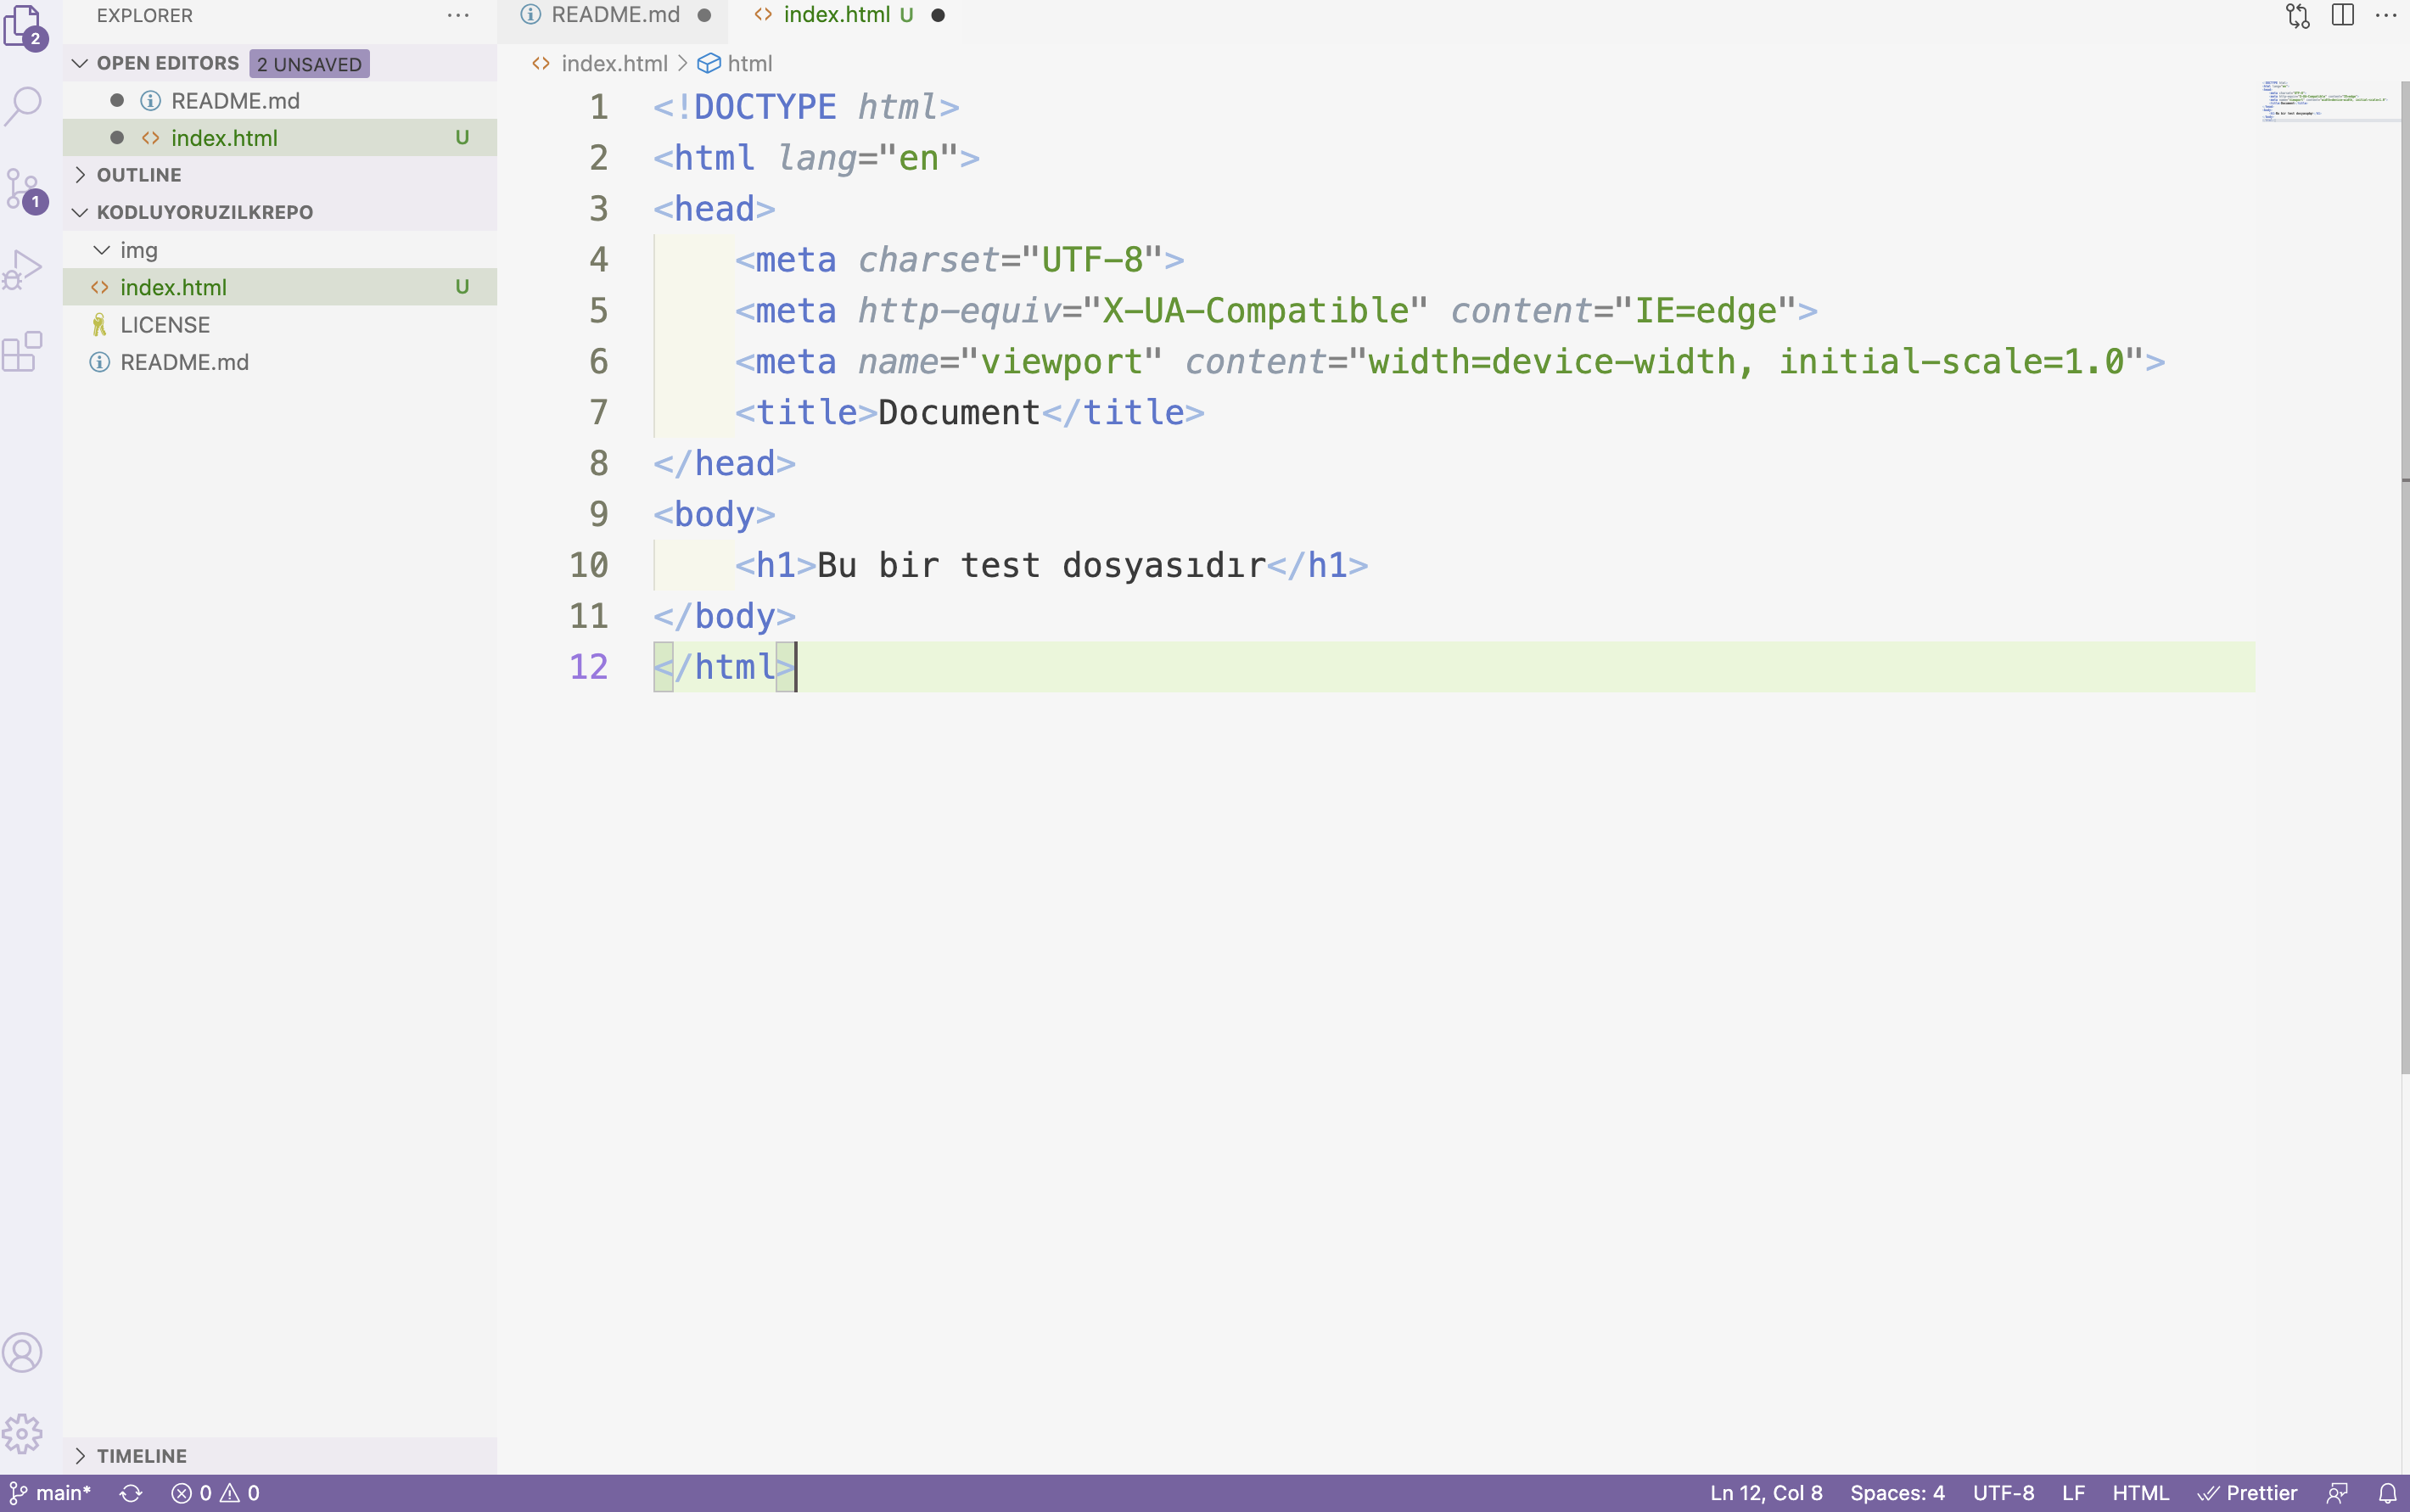 EXPLORER
OPEN EDITORS 2 UNSAVED
README.md
index.html U
OUTLINE
KODLUYORUZILKREPO
img
index.html U
LICENSE
README.md
TIMELINE
2
1
README.md
index.html U
index.html > html
1 <!DOCTYPE html>
2 <html lang="en">
3 <head>
4 <meta charset="UTF-8">
5 <meta http-equiv="X-UA-Compatible" content="IE=edge">
6 <meta name="viewport" content="width=device-width, initial-scale=1.0">
7 <title>Document</title>
8 </head>
9 <body>
10 <h1>Bu bir test dosyasıdır</h1>
11 </body>
12 </html>
main* 0 0 Ln 12, Col 8 Spaces: 4 UTF-8 LF HTML Prettier